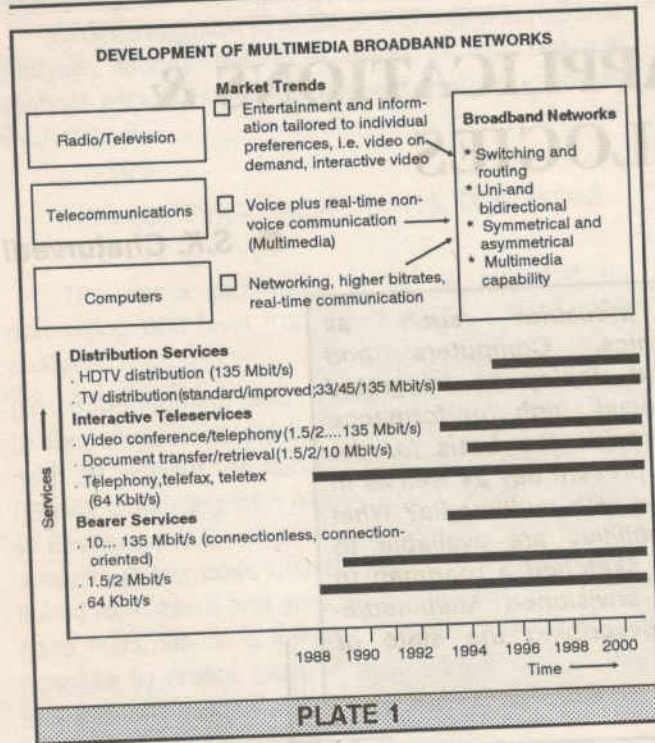 DEVELOPMENT OF MULTIMEDIA BROADBAND NETWORKS
Radio/Television
Telecommunications
Computers
Market Trends
Entertainment and inform-
ation tailored to individual
preferences, i.e. video on
demand, interactive video
Voice plus real-time non-
voice communication
(Multimedia)
Networking, higher bitrates,
real-time communication
Broadband Networks
* Switching and
routing
* Uni-and
bidirectional
* Symmetrical and
asymmetrical
* Multimedia
capability
Services
Distribution Services
. HDTV distribution (135 Mbit/s)
. TV distribution(standard/improved;33/45/135 Mbit/s)
Interactive Teleservices
. Video conference/telephony(1.5/2....135 Mbit/s)
. Document transfer/retrieval(1.5/2/10 Mbit/s)
. Telephony,telefax, teletex
(64 Kbit/s)
Bearer Services
. 10... 135 Mbit/s (connectionless, connection-
oriented)
. 1.5/2 Mbit/s
. 64 Kbit/s
1988 1990 1992 1994 1996 1998 2000
Time
PLATE 1